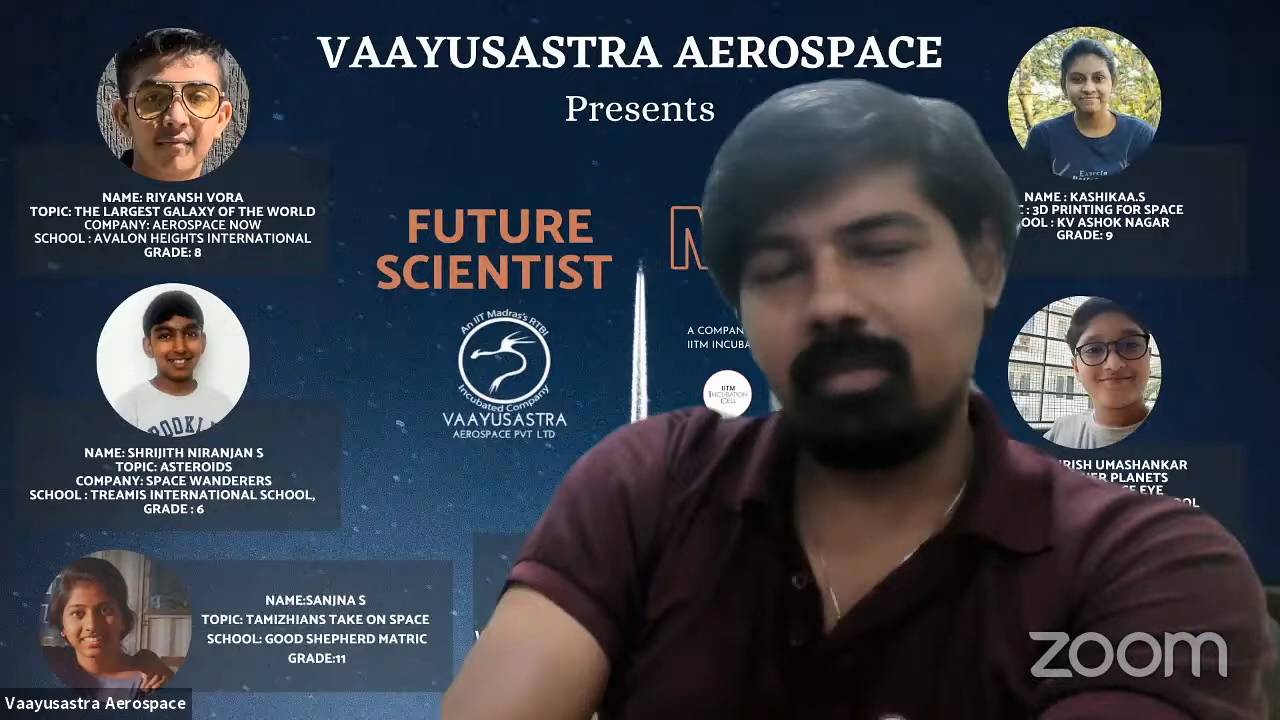 VAAYUSASTRA AEROSPACE
Presents
NAME: RIYANSH VORA
TOPIC: THE LARGEST GALAXY OF THE WORLD
COMPANY: AEROSPACE NOW
SCHOOL : AVALON HEIGHTS INTERNATIONAL
GRADE: 8
NAME : KASHIKAA.S
: 3D PRINTING FOR SPACE
OOL : KV ASHOK NAGAR
GRADE: 9
FUTURE
SCIENTIST
An IIT Madras's RTBI
Incubated Company
VAAYUSASTRA
AEROSPACE PVT LTD
A COMPAN
IITM INCUBA
IITM
INCUBATION
CELL
NAME: SHRIJITH NIRANJAN S
TOPIC: ASTEROIDS
COMPANY: SPACE WANDERERS
SCHOOL : TREAMIS INTERNATIONAL SCHOOL,
GRADE : 6
RISH UMASHANKAR
ER PLANETS
EYE
OL
NAME:SANJNA S
TOPIC: TAMIZHIANS TAKE ON SPACE
SCHOOL: GOOD SHEPHERD MATRIC
GRADE:11
zoom
Vaayusastra Aerospace